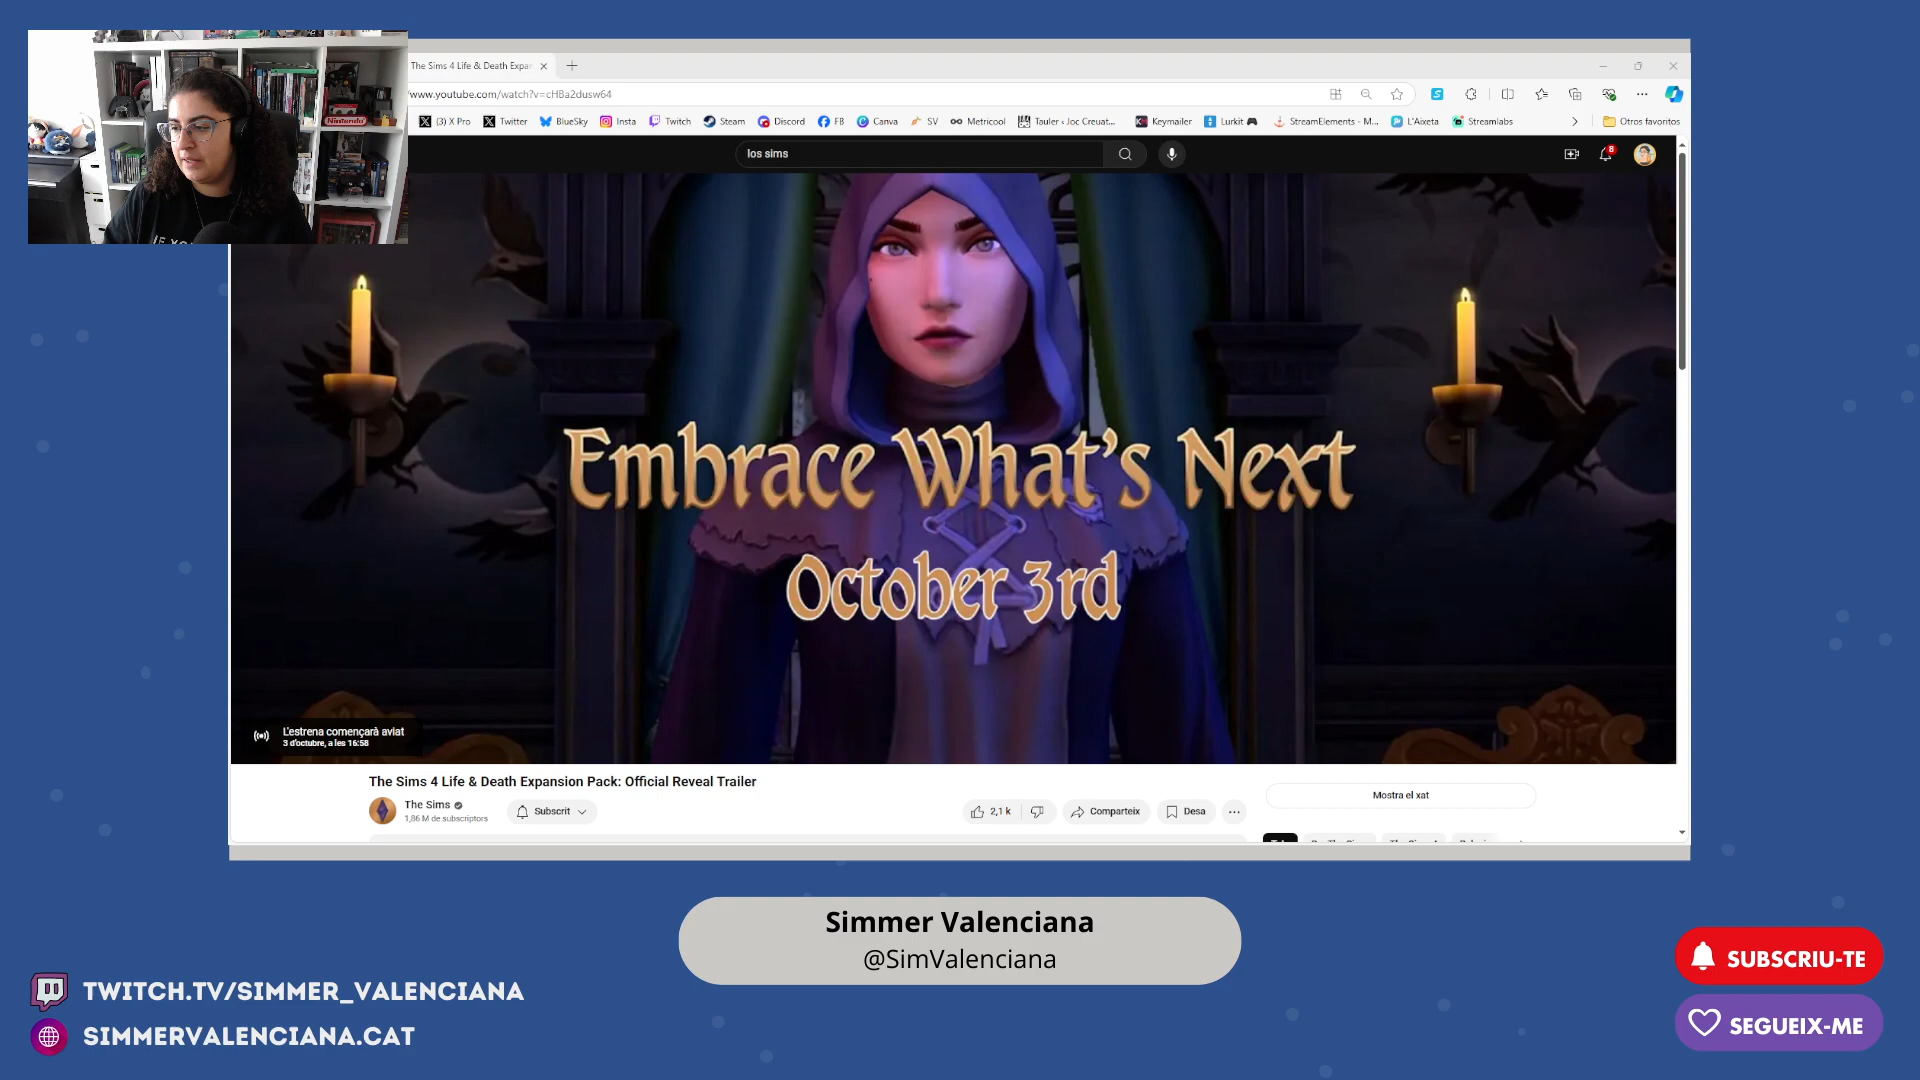 The Sims 4 Life & Death Expan
www.youtube.com/watch?v=cHBa2dusw64
(3) X Pro
Twitter
BlueSky
Insta
Twitch
Steam
Discord
FB
Canva
SV
Metricool
Tauler ‹ Joc Creuat...
Keymailer
Lurkit
StreamElements - M...
L'Aixeta
Streamlabs
Otros favoritos
los sims
8
Nintendo
Embrace What's Next
October 3rd
L'estrena començarà aviat
3 d'octubre, a les 16:58
The Sims 4 Life & Death Expansion Pack: Official Reveal Trailer
The Sims
1,86 M de subscriptors
Subscrit
2,1 k
Comparteix
Desa
Mostra el xat
Simmer Valenciana
@SimValenciana
TWITCH.TV/SIMMER_VALENCIANA
SIMMERVALENCIANA.CAT
SUBSCRIU-TE
SEGUEIX-ME